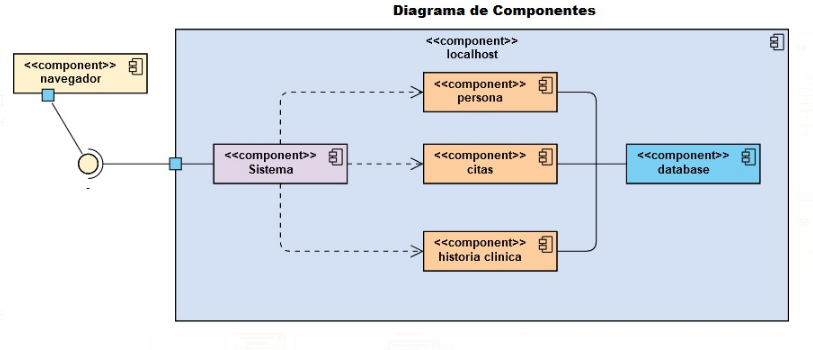 Diagrama de Componentes
<<component>>
localhost
<<component>>
navegador
<<component>>
persona
<<component>>
Sistema
<<component>>
citas
<<component>>
database
<<component>>
historia clinica
-